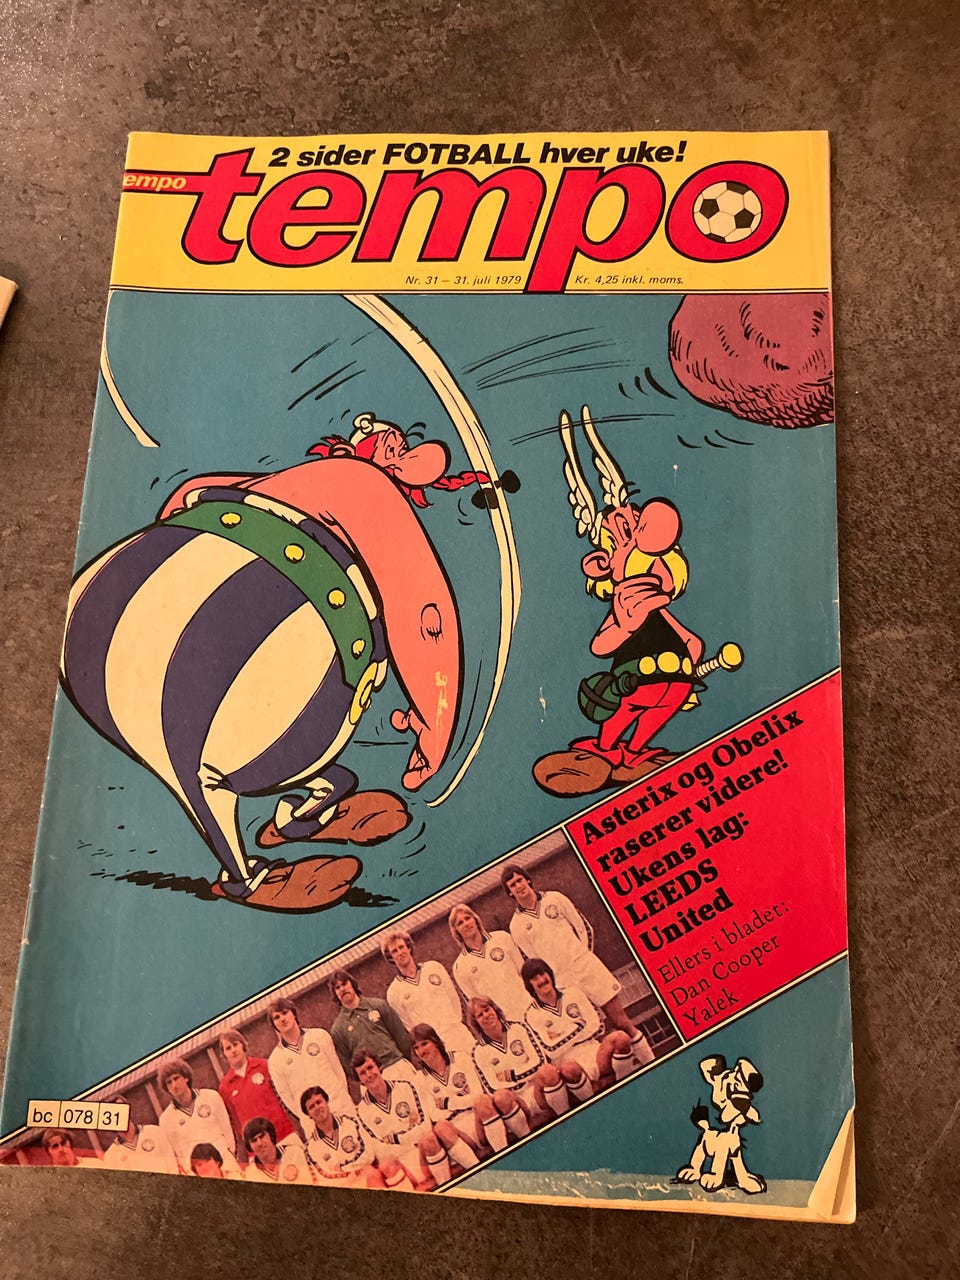 2 sider FOTBALL hver uke!
empo
tempo
Nr. 31 – 31. juli 1979
Kr. 4,25 inkl. moms.
Asterix og Obelix
raserer videre!
Ukens lag:
LEEDS
United
Ellers i bladet:
Dan Cooper
Yalek
bc 078 31